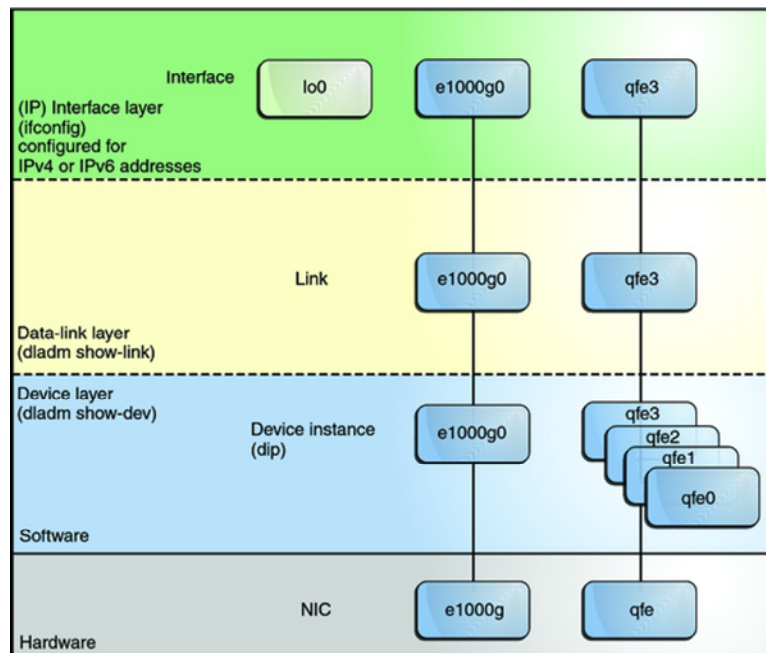 Interface
lo0
e1000g0
qfe3
(IP) Interface layer
(ifconfig)
configured for
IPv4 or IPv6 addresses
Link
e1000g0
qfe3
Data-link layer
(dladm show-link)
Device layer
(dladm show-dev)
Device instance
(dip)
e1000g0
qfe3
qfe2
qfe1
qfe0
Software
NIC
e1000g
qfe
Hardware